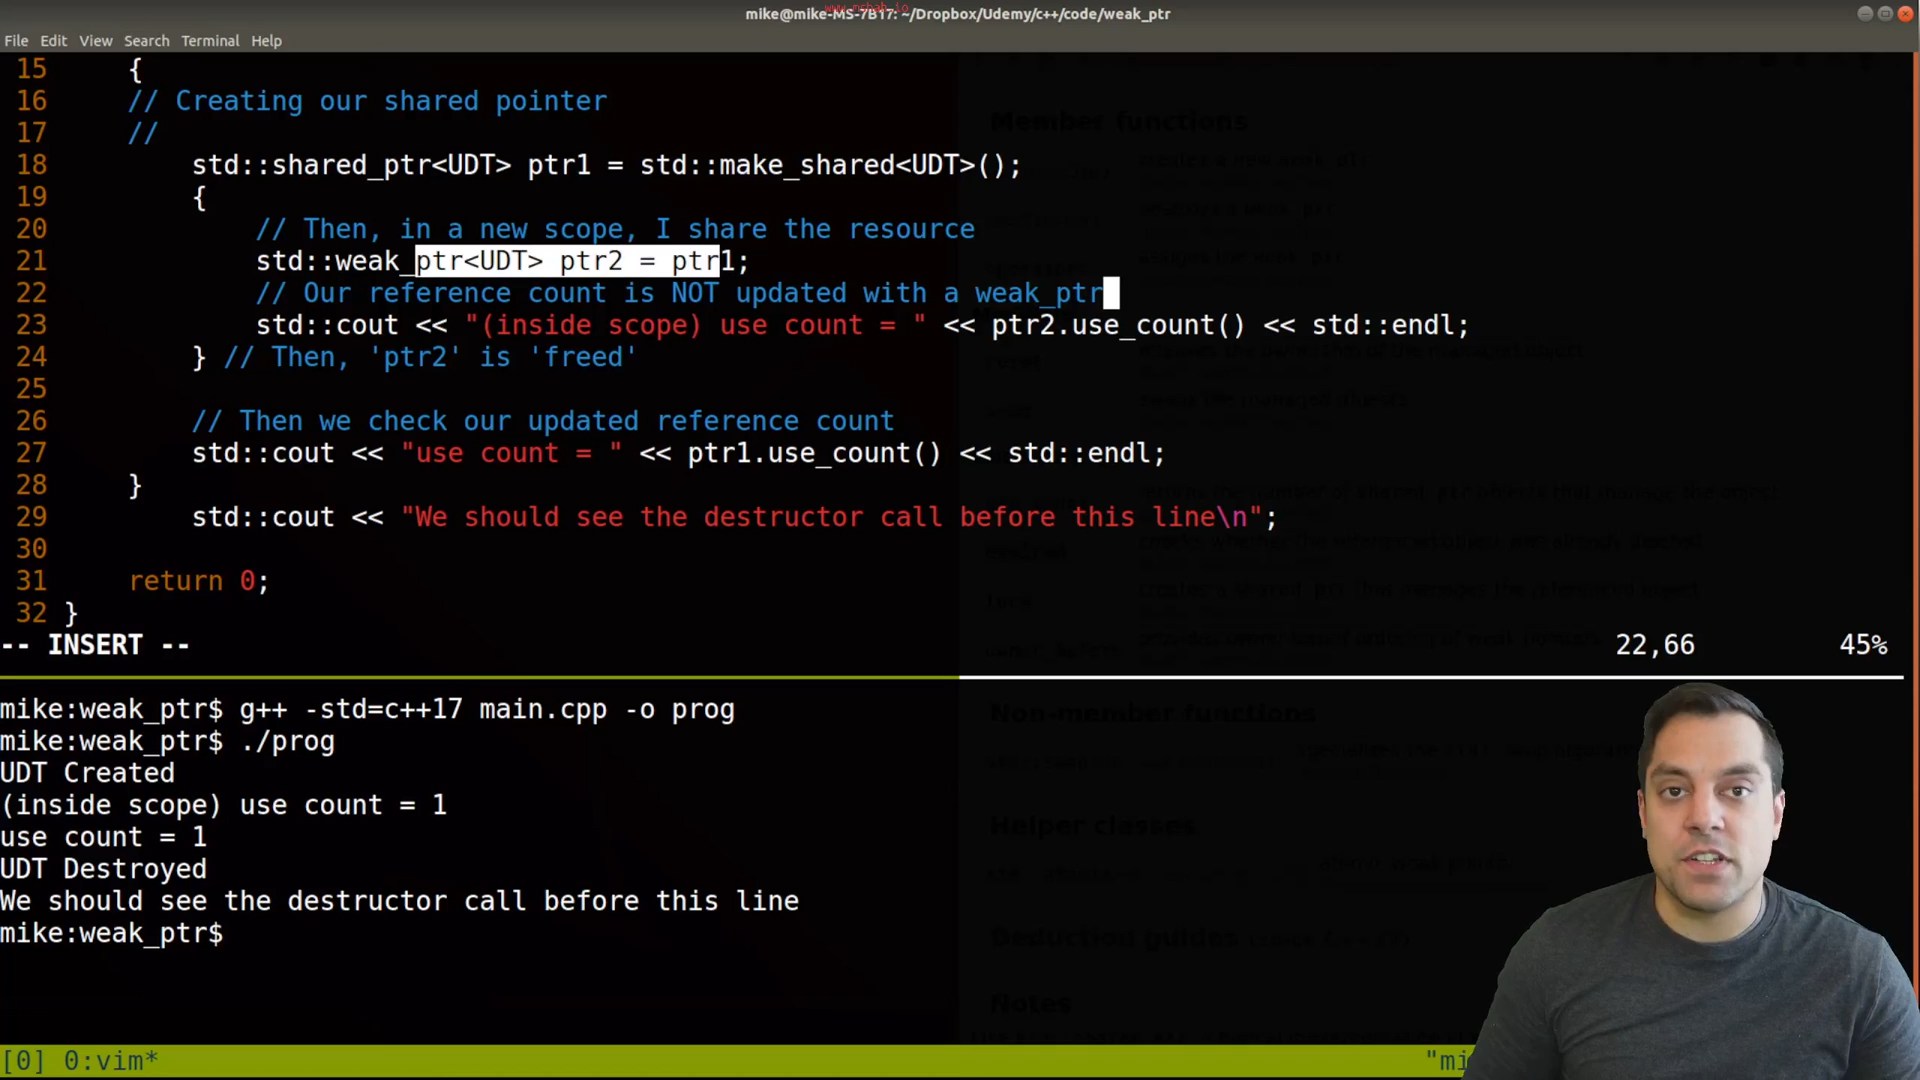 www.mshah.io
mike@mike-MS-7B17: ~/Dropbox/Udemy/c++/code/weak_ptr
File Edit View Search Terminal Help
15 {
16 // Creating our shared pointer
17 //
18 std::shared_ptr<UDT> ptr1 = std::make_shared<UDT>();
19 {
20 // Then, in a new scope, I share the resource
21 std::weak_ptr<UDT> ptr2 = ptr1;
22 // Our reference count is NOT updated with a weak_ptr
23 std::cout << "(inside scope) use count = " << ptr2.use_count() << std::endl;
24 } // Then, 'ptr2' is 'freed'
25
26 // Then we check our updated reference count
27 std::cout << "use count = " << ptr1.use_count() << std::endl;
28 }
29 std::cout << "We should see the destructor call before this line\n";
30
31 return 0;
32 }
-- INSERT -- 22,66 45%
mike:weak_ptr$ g++ -std=c++17 main.cpp -o prog
mike:weak_ptr$ ./prog
UDT Created
(inside scope) use count = 1
use count = 1
UDT Destroyed
We should see the destructor call before this line
mike:weak_ptr$
Member functions
Non-member functions
Helper classes
Deduction guides
Notes
[0] 0:vim* "mi